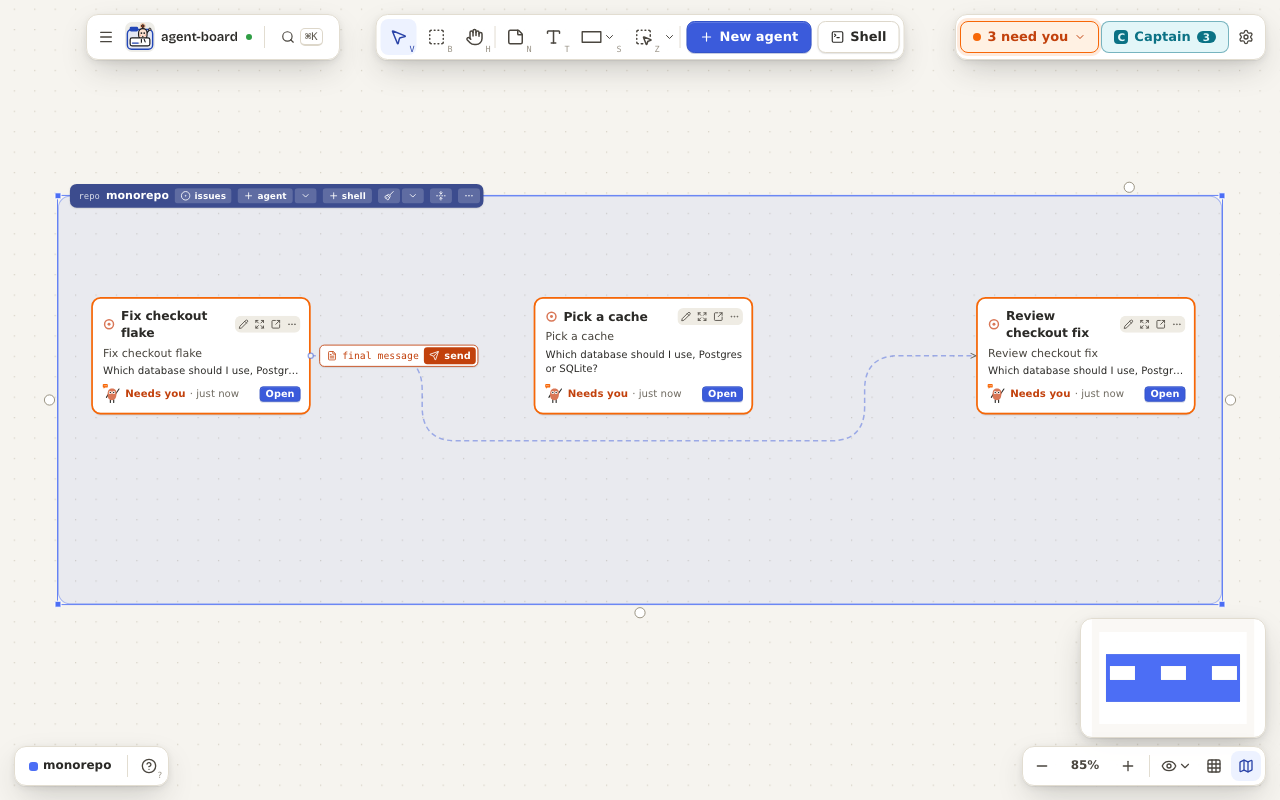 agent-board
⌘K
V
B
H
N
T
S
Z
+ New agent
Shell
3 need you
C Captain 3
repo monorepo issues + agent + shell
Fix checkout flake
Fix checkout flake
Which database should I use, Postgr…
Needs you · just now Open
final message send
Pick a cache
Pick a cache
Which database should I use, Postgres
or SQLite?
Needs you · just now Open
Review checkout fix
Review checkout fix
Which database should I use, Postgr…
Needs you · just now Open
monorepo
?
85%